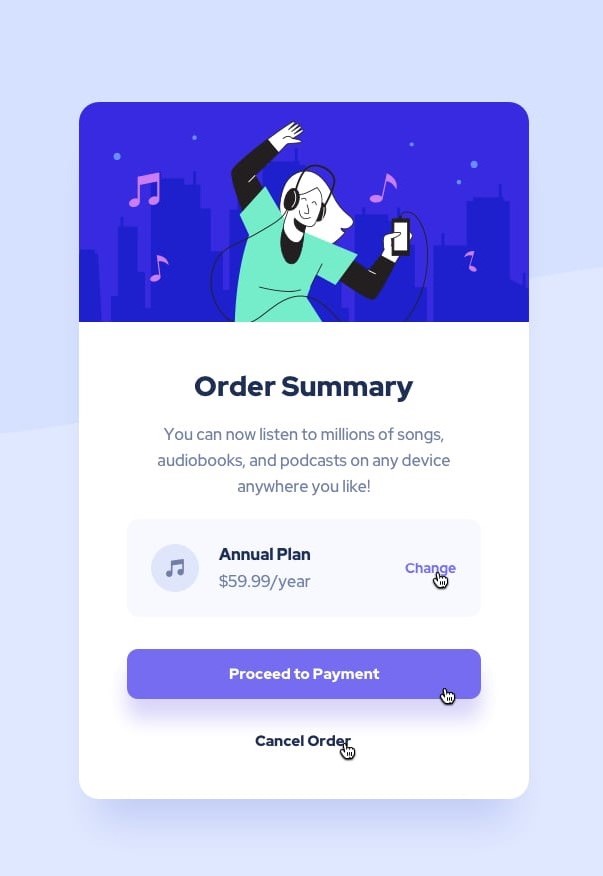 Order Summary
You can now listen to millions of songs,
audiobooks, and podcasts on any device
anywhere you like!
Annual Plan
$59.99/year
Change
Proceed to Payment
Cancel Order